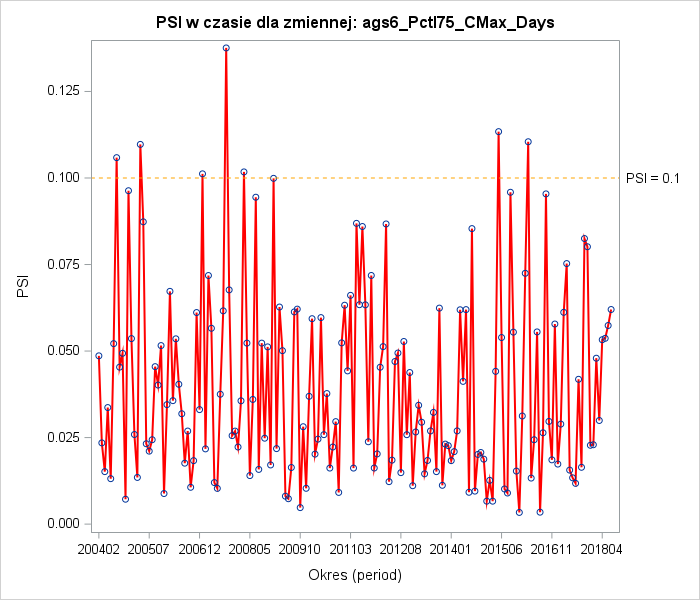 PSI w czasie dla zmiennej: ags6_Pctl75_CMax_Days
0.125
0.100
PSI = 0.1
0.075
PSI
0.050
0.025
0.000
200402 200507 200612 200805 200910 201103 201208 201401 201506 201611 201804
Okres (period)